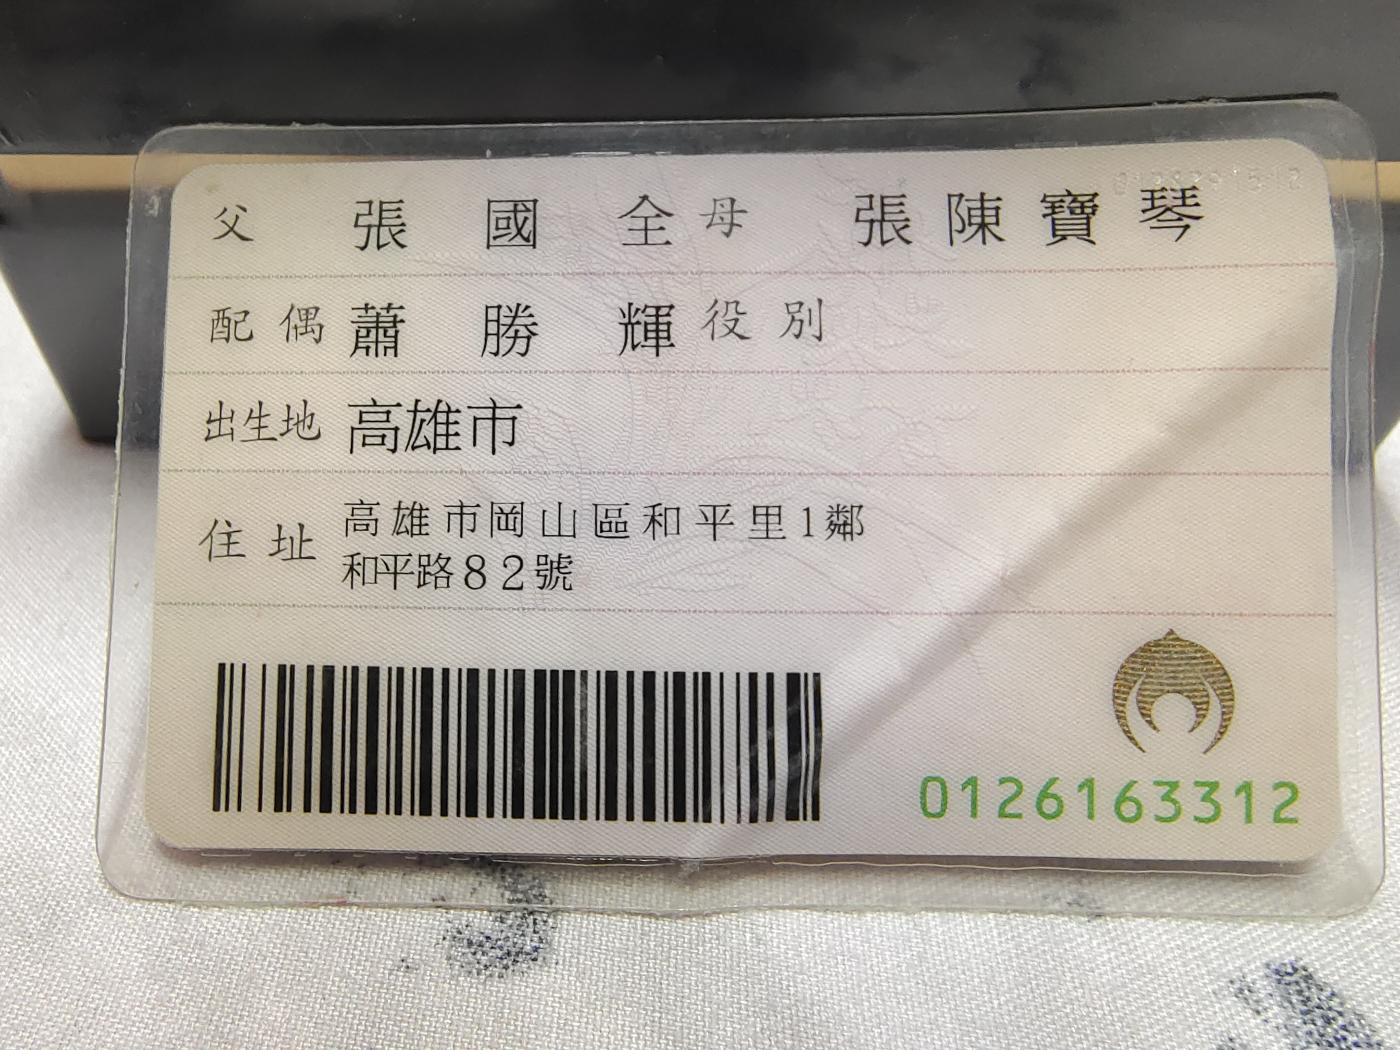 父 張國全 母 張陳寶琴
配偶 蕭勝輝 役別
出生地 高雄市
住址 高雄市岡山區和平里1鄰
和平路82號
0126163312